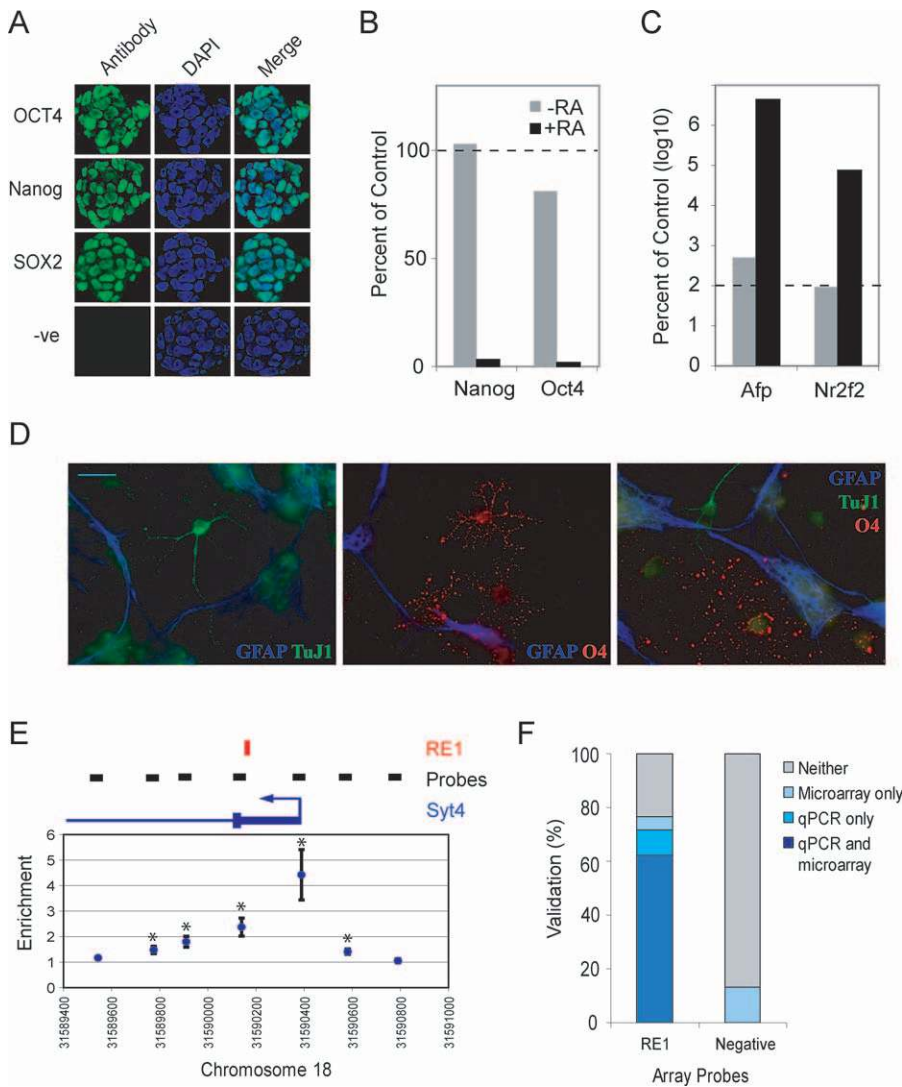 A
Antibody
DAPI
Merge
OCT4
Nanog
SOX2
-ve
B
Percent of Control
100
50
0
-RA
+RA
Nanog
Oct4
C
Percent of Control (log10)
6
5
4
3
2
1
0
Afp
Nr2f2
D
GFAP TuJ1
GFAP O4
GFAP
TuJ1
O4
E
RE1
Probes
Syt4
Enrichment
6
5
4
3
2
1
0
* * * * *
31589400
31589600
31589800
31590000
31590200
31590400
31590600
31590800
31591000
Chromosome 18
F
Validation (%)
100
80
60
40
20
0
RE1
Negative
Array Probes
Neither
Microarray only
qPCR only
qPCR and
microarray